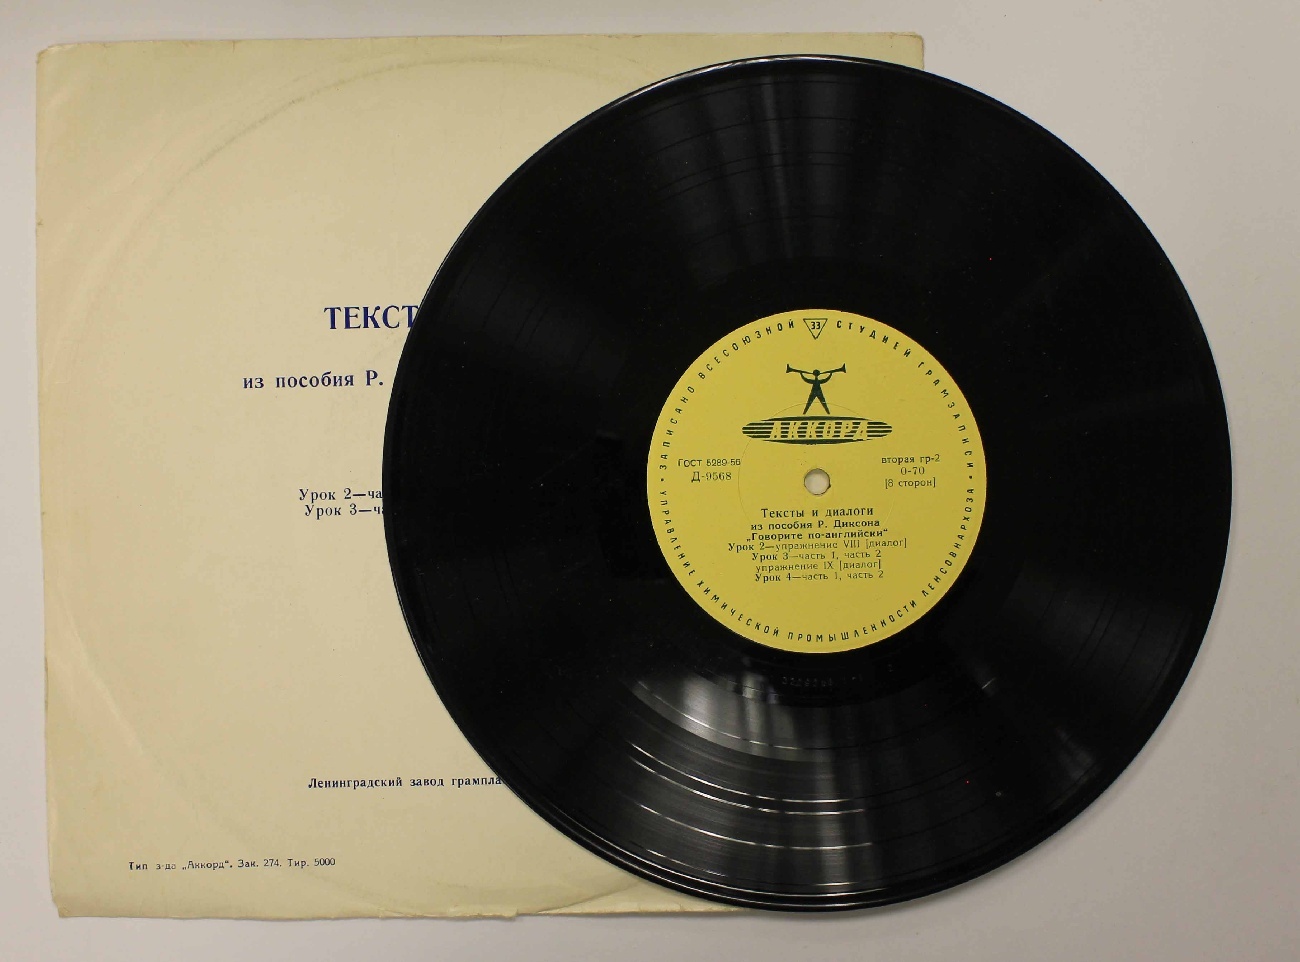 ТЕКСТ
из пособия Р.
Урок 2—ча
Урок 3—ча
Ленинградский завод грампла
Тип з-да „Аккорд“. Зак. 274. Тир. 5000
ЗАПИСАНО ВСЕСОЮЗНОЙ 33 СТУДИЕЙ ГРАМЗАПИСИ
АККОРД
ГОСТ 5289-56
Д-9568
вторая гр-2
0-70
[8 сторон]
Тексты и диалоги
из пособия Р. Диксона
„Говорите по-английски“
Урок 2—упражнение VIII [диалог]
Урок 3—часть 1, часть 2
упражнение IX [диалог]
Урок 4—часть 1, часть 2
УПРАВЛЕНИЕ ХИМИЧЕСКОЙ ПРОМЫШЛЕННОСТИ ЛЕНСОВНАРХОЗА